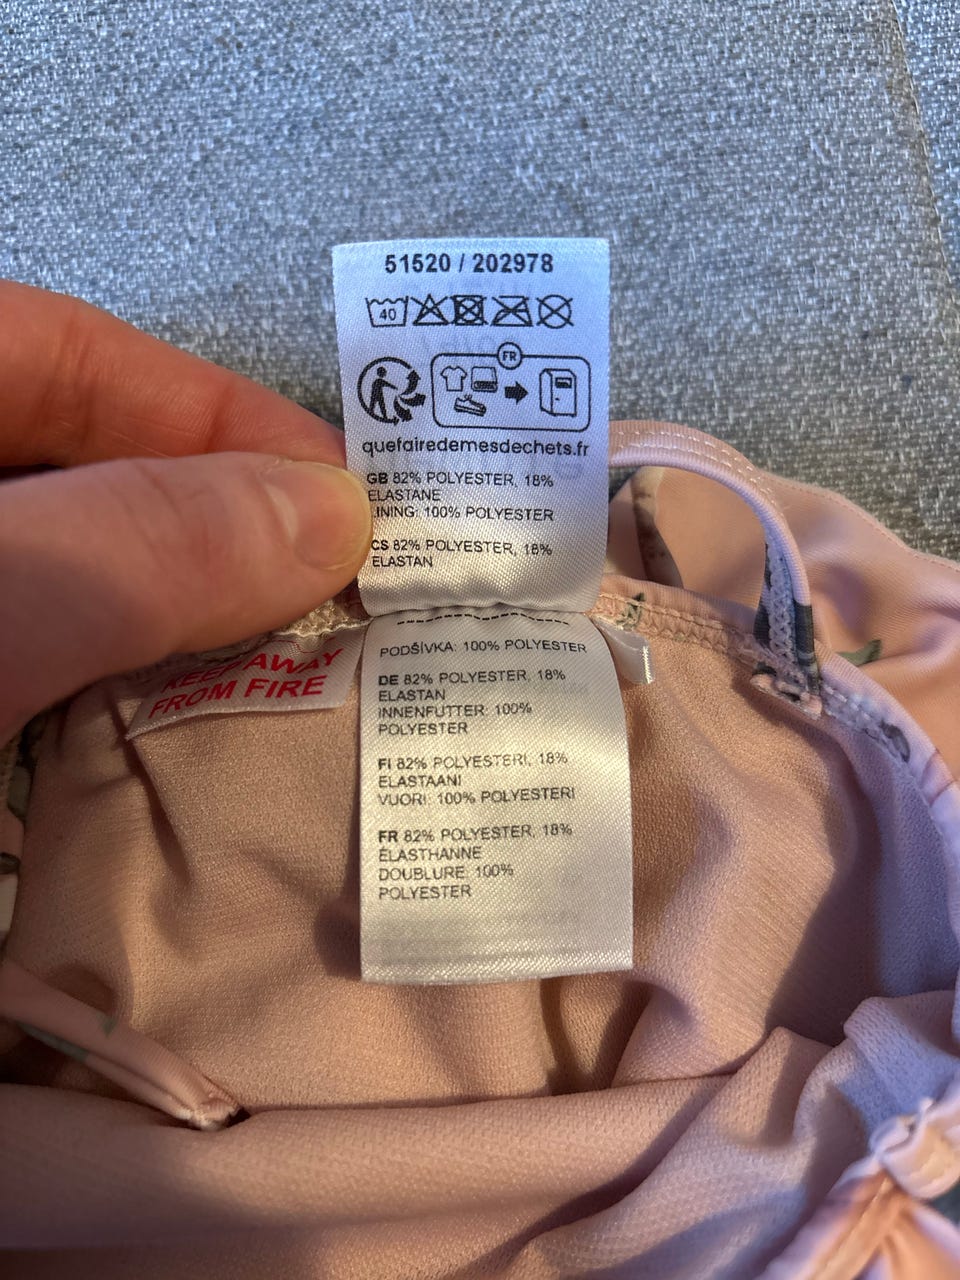 51520 / 202978
40
FR
quefairedemesdechets.fr
GB 82% POLYESTER, 18%
ELASTANE
LINING: 100% POLYESTER
CS 82% POLYESTER, 18%
ELASTAN
PODŠÍVKA: 100% POLYESTER
DE 82% POLYESTER, 18%
ELASTAN
INNENFUTTER: 100%
POLYESTER
FI 82% POLYESTERI, 18%
ELASTAANI
VUORI: 100% POLYESTERI
FR 82% POLYESTER, 18%
ÉLASTHANNE
DOUBLURE: 100%
POLYESTER
KEEP AWAY
FROM FIRE